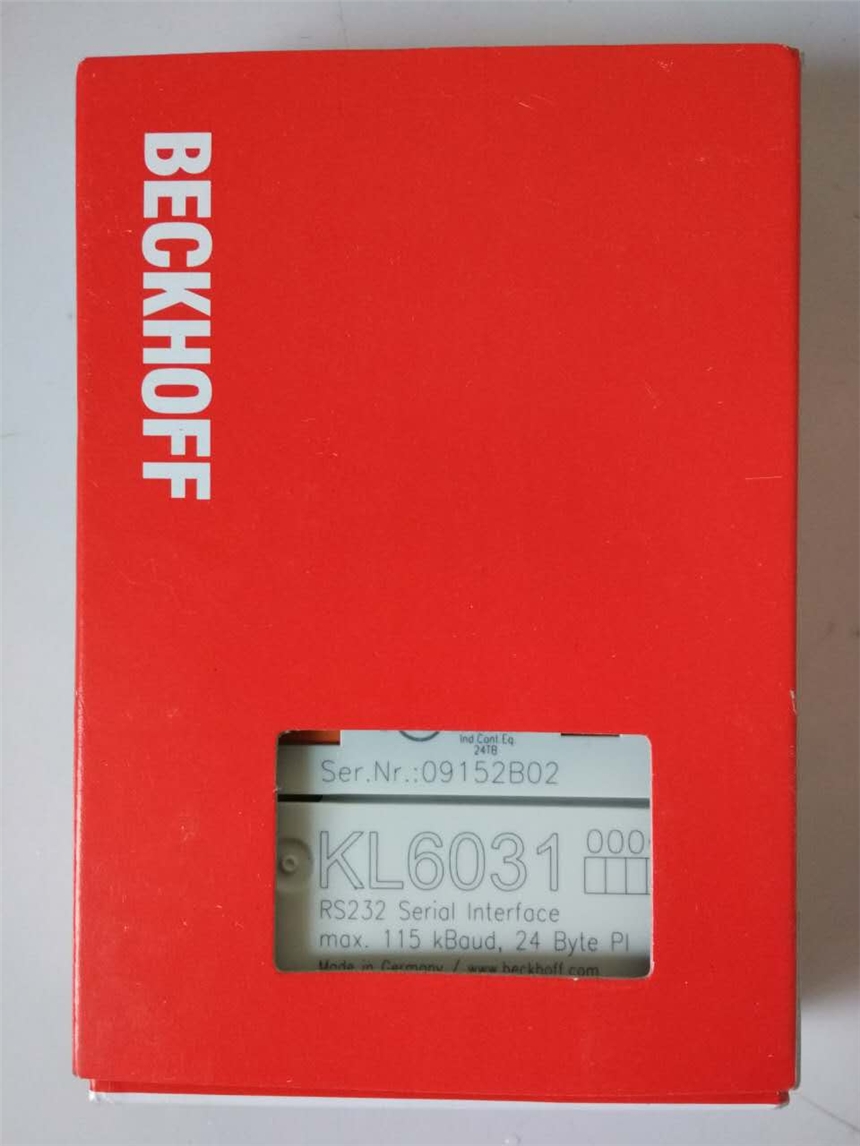 BECKHOFF
Ind.Cont.Eq.
24TB
Ser.Nr.:09152B02
KL6031
000
RS232 Serial Interface
max. 115 kBaud, 24 Byte PI
Made in Germany / www.beckhoff.com